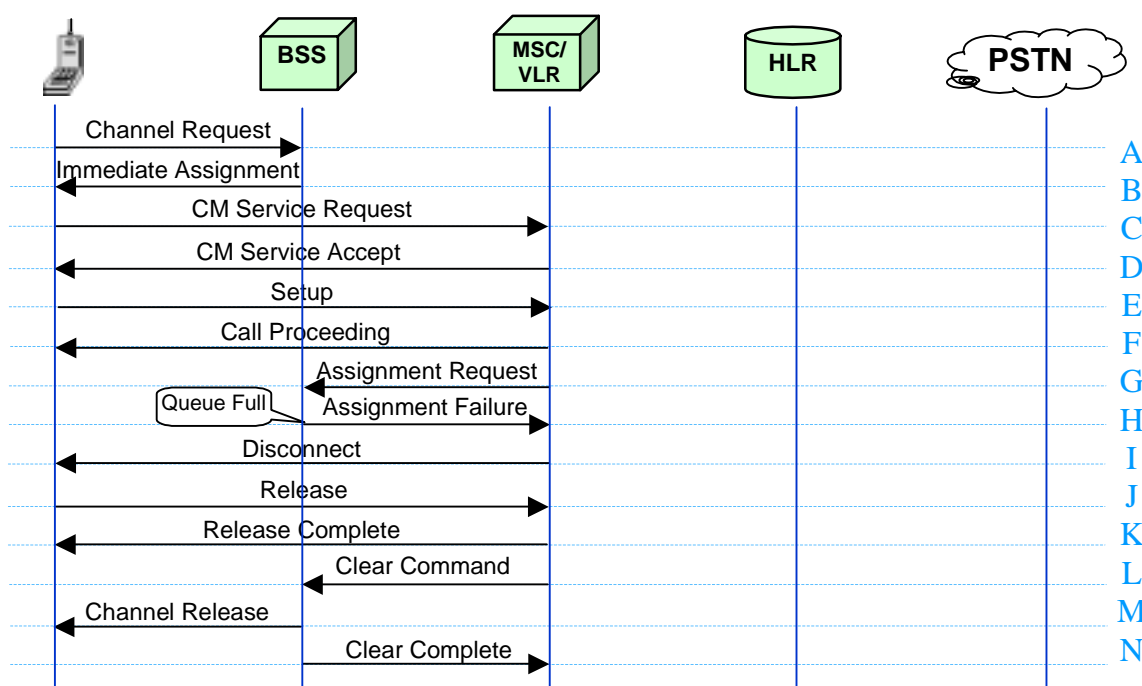 BSS
MSC/
VLR
HLR
PSTN
Channel Request
A
Immediate Assignment
B
CM Service Request
C
CM Service Accept
D
Setup
E
Call Proceeding
F
Assignment Request
G
Queue Full
Assignment Failure
H
Disconnect
I
Release
J
Release Complete
K
Clear Command
L
Channel Release
M
Clear Complete
N